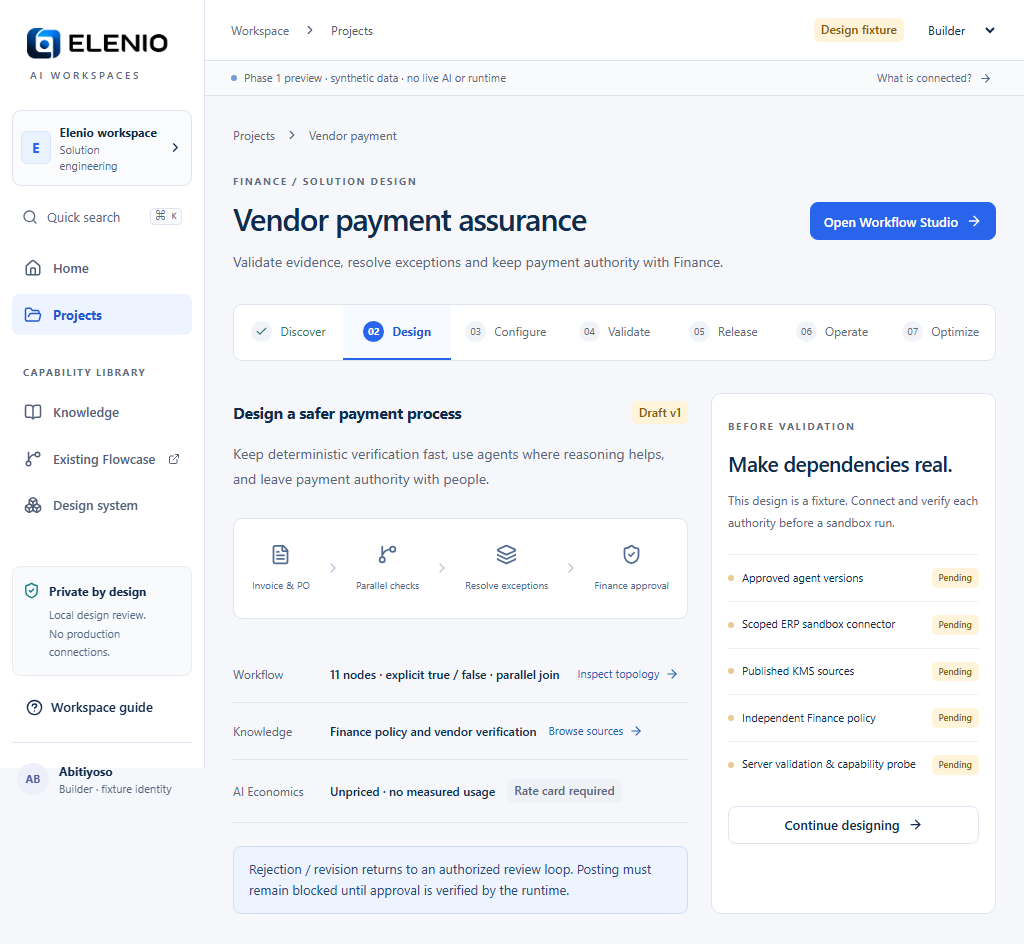 ELENIO
AI WORKSPACES
E
Elenio workspace
Solution
engineering
Quick search
⌘ K
Home
Projects
CAPABILITY LIBRARY
Knowledge
Existing Flowcase
Design system
Private by design
Local design review.
No production
connections.
Workspace guide
AB
Abitiyoso
Builder · fixture identity
Workspace
Projects
Design fixture
Builder
Phase 1 preview · synthetic data · no live AI or runtime
What is connected?
Projects
Vendor payment
FINANCE / SOLUTION DESIGN
Vendor payment assurance
Open Workflow Studio
Validate evidence, resolve exceptions and keep payment authority with Finance.
Discover
02 Design
03 Configure
04 Validate
05 Release
06 Operate
07 Optimize
Design a safer payment process
Draft v1
Keep deterministic verification fast, use agents where reasoning helps,
and leave payment authority with people.
Invoice & PO
Parallel checks
Resolve exceptions
Finance approval
Workflow
11 nodes · explicit true / false · parallel join
Inspect topology
Knowledge
Finance policy and vendor verification
Browse sources
AI Economics
Unpriced · no measured usage
Rate card required
Rejection / revision returns to an authorized review loop. Posting must
remain blocked until approval is verified by the runtime.
BEFORE VALIDATION
Make dependencies real.
This design is a fixture. Connect and verify each
authority before a sandbox run.
Approved agent versions
Pending
Scoped ERP sandbox connector
Pending
Published KMS sources
Pending
Independent Finance policy
Pending
Server validation & capability probe
Pending
Continue designing